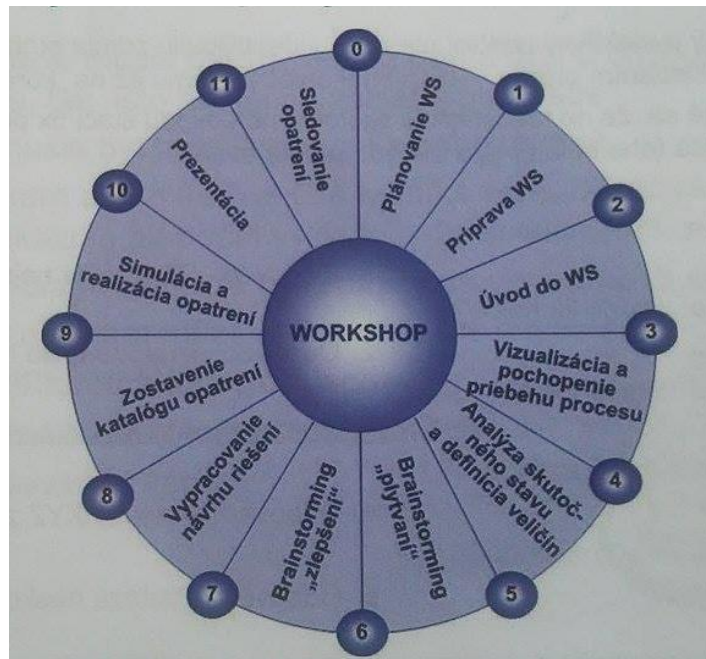 0
Plánovanie WS
1
Príprava WS
2
Úvod do WS
3
Vizualizácia a
pochopenie
priebehu procesu
4
Analýza skutoč-
ného stavu
a definícia veličín
5
Brainstorming
„plytvaní“
6
Brainstorming
„zlepšení“
7
Vypracovanie
návrhu riešení
8
Zostavenie
katalógu opatrení
9
Simulácia a
realizácia opatrení
10
Prezentácia
11
Sledovanie
opatrení
WORKSHOP